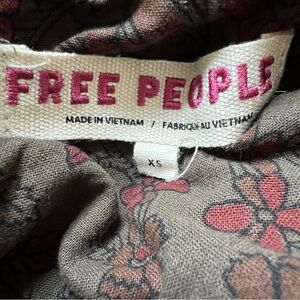 FREE PEOPLE
MADE IN VIETNAM / FABRIQUÉ AU VIETNAM
XS